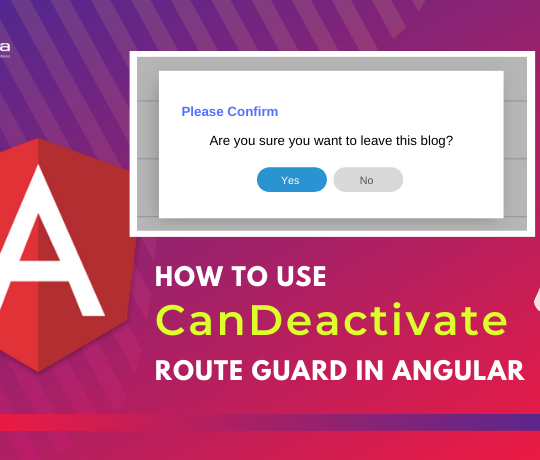 a
Please Confirm
Are you sure you want to leave this blog?
Yes
No
HOW TO USE
CanDeactivate
ROUTE GUARD IN ANGULAR